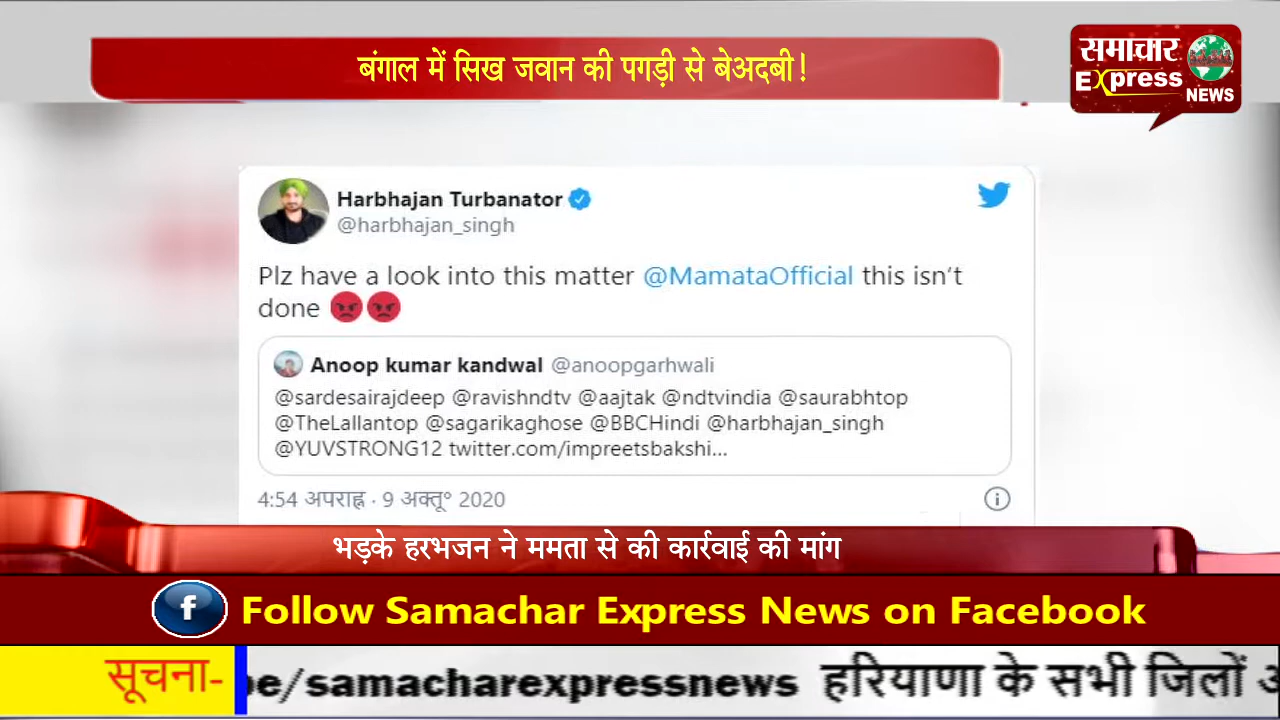 बंगाल में सिख जवान की पगड़ी से बेअदबी!
समाचार
Express
NEWS
Harbhajan Turbanator
@harbhajan_singh
Plz have a look into this matter @MamataOfficial this isn't
done 😡😡
Anoop kumar kandwal @anoopgarhwali
@sardesairajdeep @ravishndtv @aajtak @ndtvindia @saurabhtop
@TheLallantop @sagarikaghose @BBCHindi @harbhajan_singh
@YUVSTRONG12 twitter.com/impreetsbakshi...
4:54 अपराह्न · 9 अक्तू॰ 2020
भड़के हरभजन ने ममता से की कार्रवाई की मांग
f Follow Samachar Express News on Facebook
सूचना- be/samacharexpressnews हरियाणा के सभी जिलों